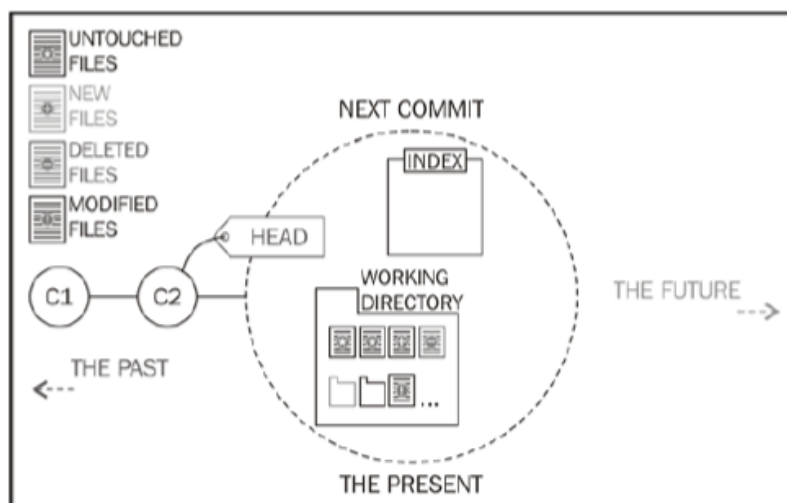 UNTOUCHED
FILES
NEW
FILES
DELETED
FILES
MODIFIED
FILES
NEXT COMMIT
INDEX
HEAD
C1
C2
WORKING
DIRECTORY
...
THE FUTURE
THE PAST
THE PRESENT